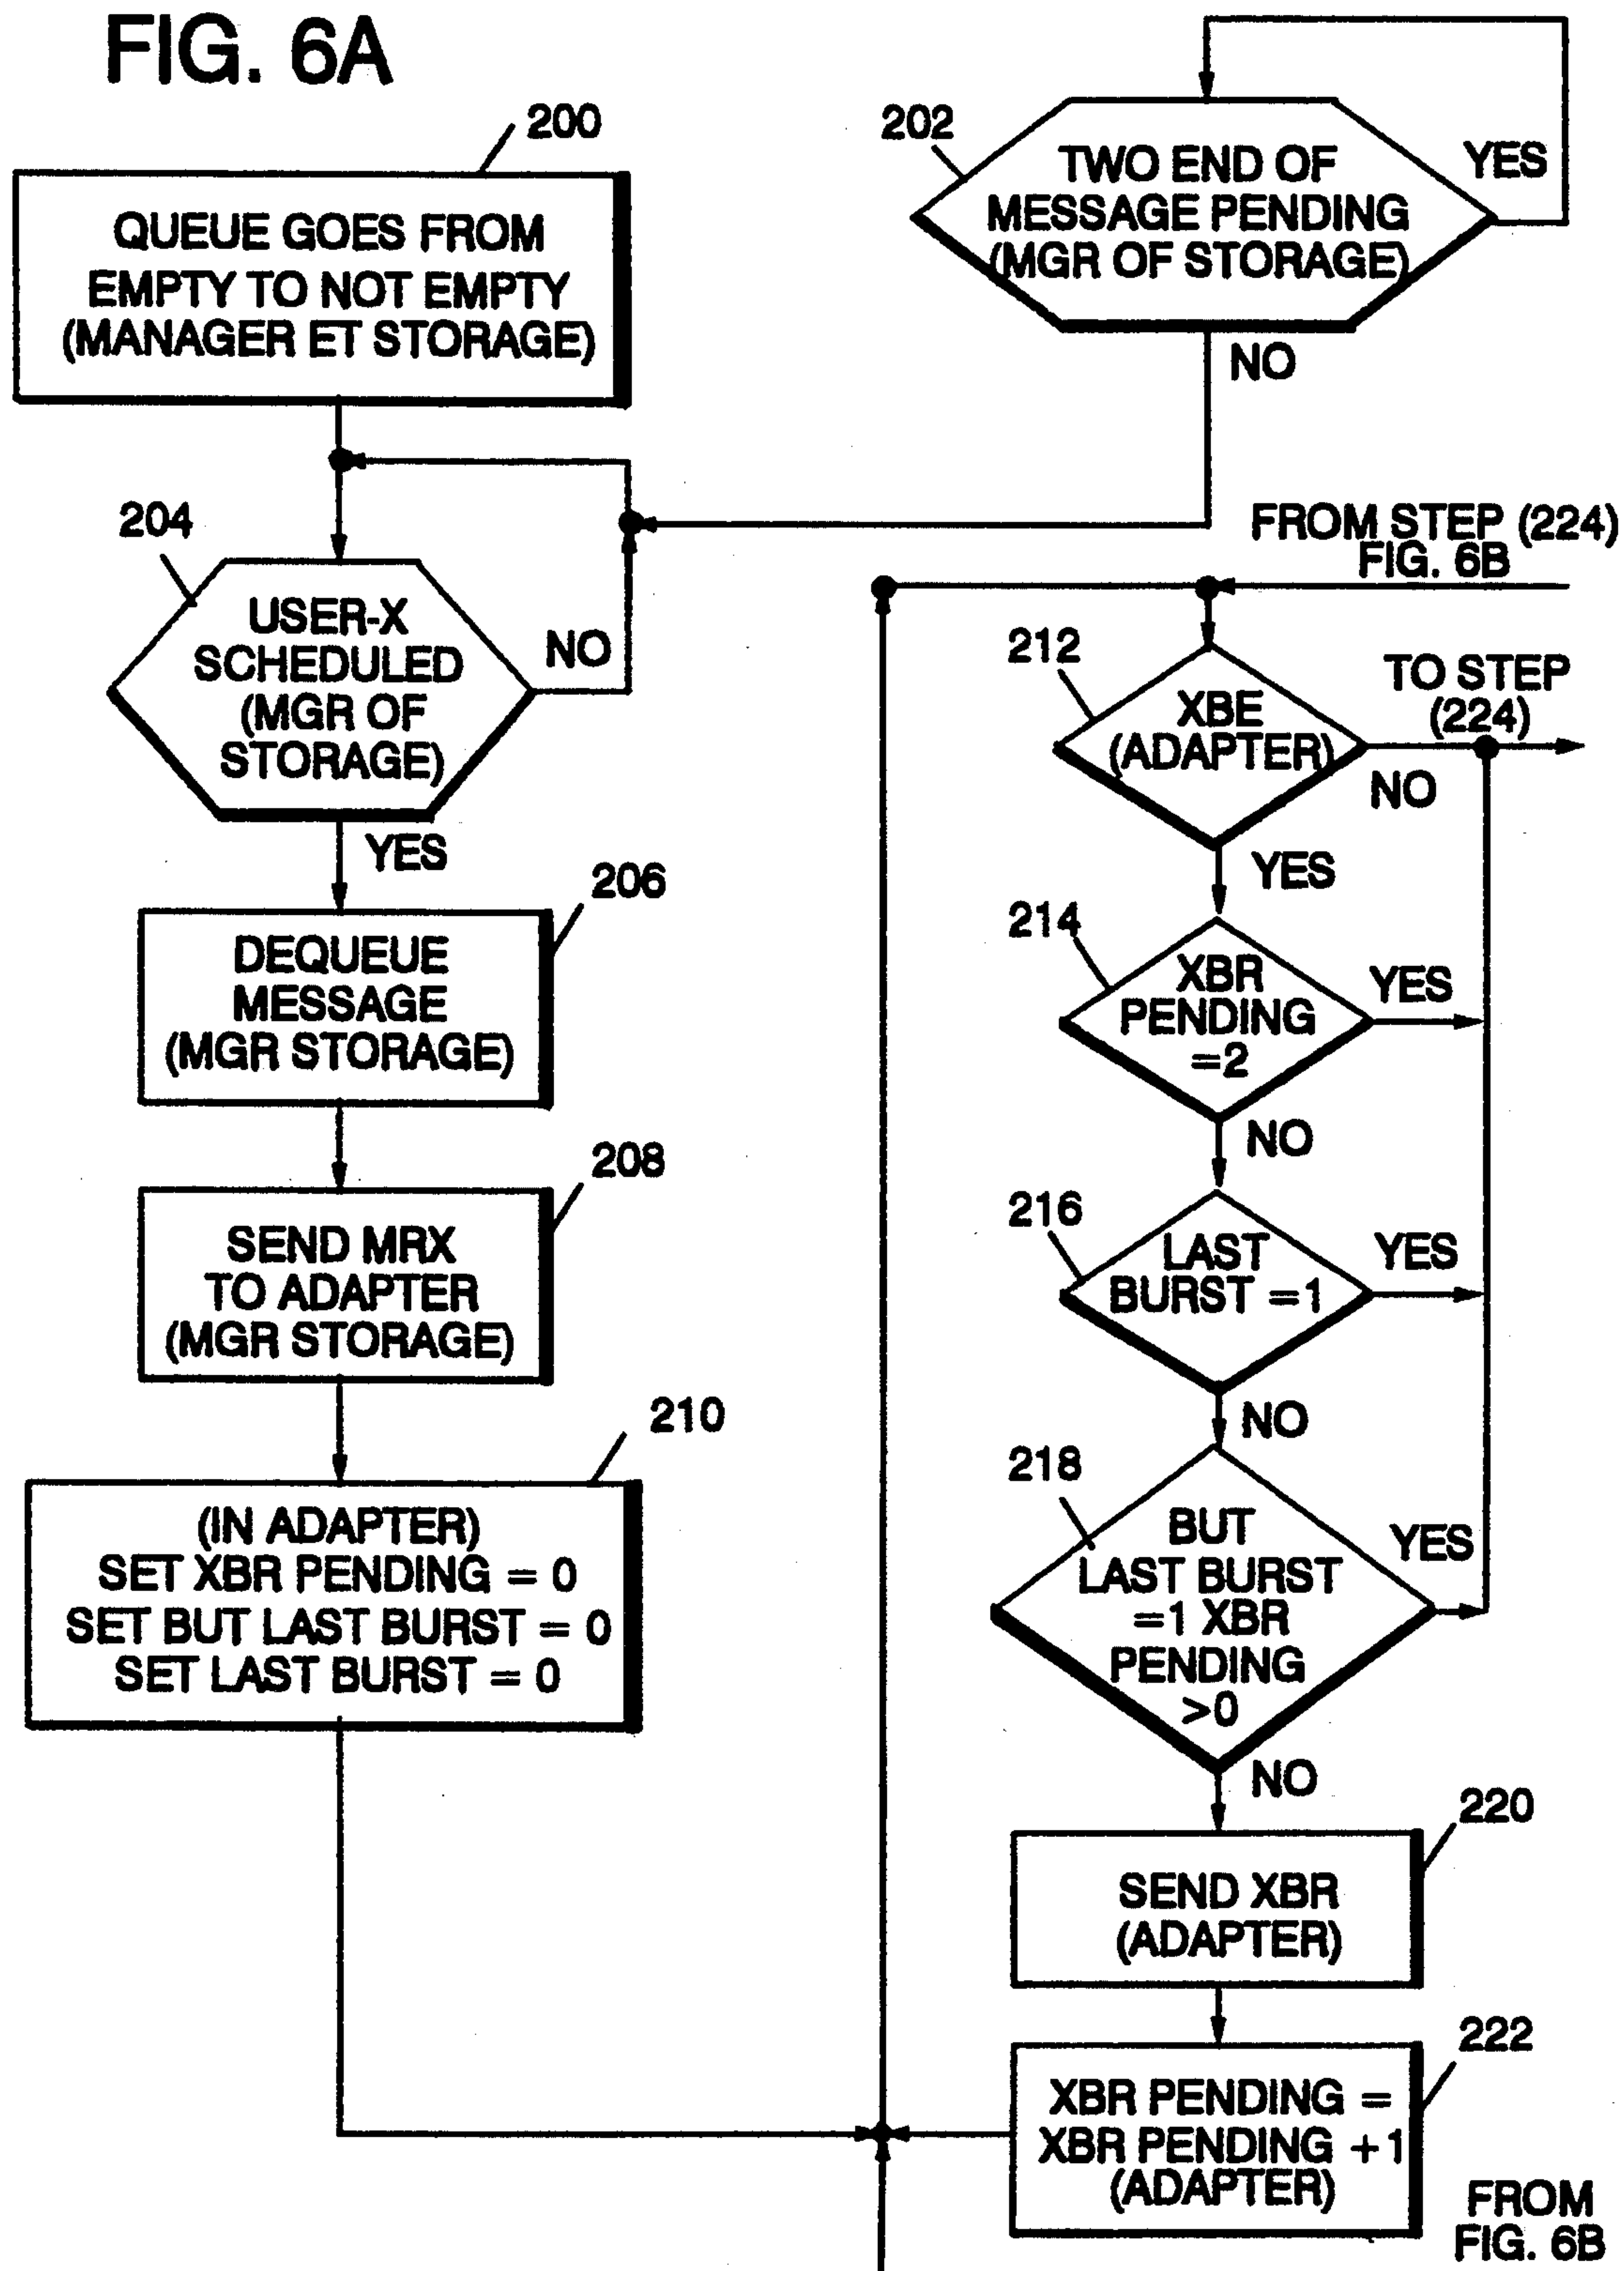 FIG. 6A
200
QUEUE GOES FROM
EMPTY TO NOT EMPTY
(MANAGER ET STORAGE)
202
TWO END OF
MESSAGE PENDING
(MGR OF STORAGE)
YES
NO
204
USER-X
SCHEDULED
(MGR OF
STORAGE)
NO
YES
206
DEQUEUE
MESSAGE
(MGR STORAGE)
208
SEND MRX
TO ADAPTER
(MGR STORAGE)
210
(IN ADAPTER)
SET XBR PENDING = 0
SET BUT LAST BURST = 0
SET LAST BURST = 0
FROM STEP (224)
FIG. 6B
212
XBE
(ADAPTER)
TO STEP
(224)
NO
YES
214
XBR
PENDING
=2
YES
NO
216
LAST
BURST =1
YES
NO
218
BUT
LAST BURST
=1 XBR
PENDING
>0
YES
NO
220
SEND XBR
(ADAPTER)
222
XBR PENDING =
XBR PENDING +1
(ADAPTER)
FROM
FIG. 6B